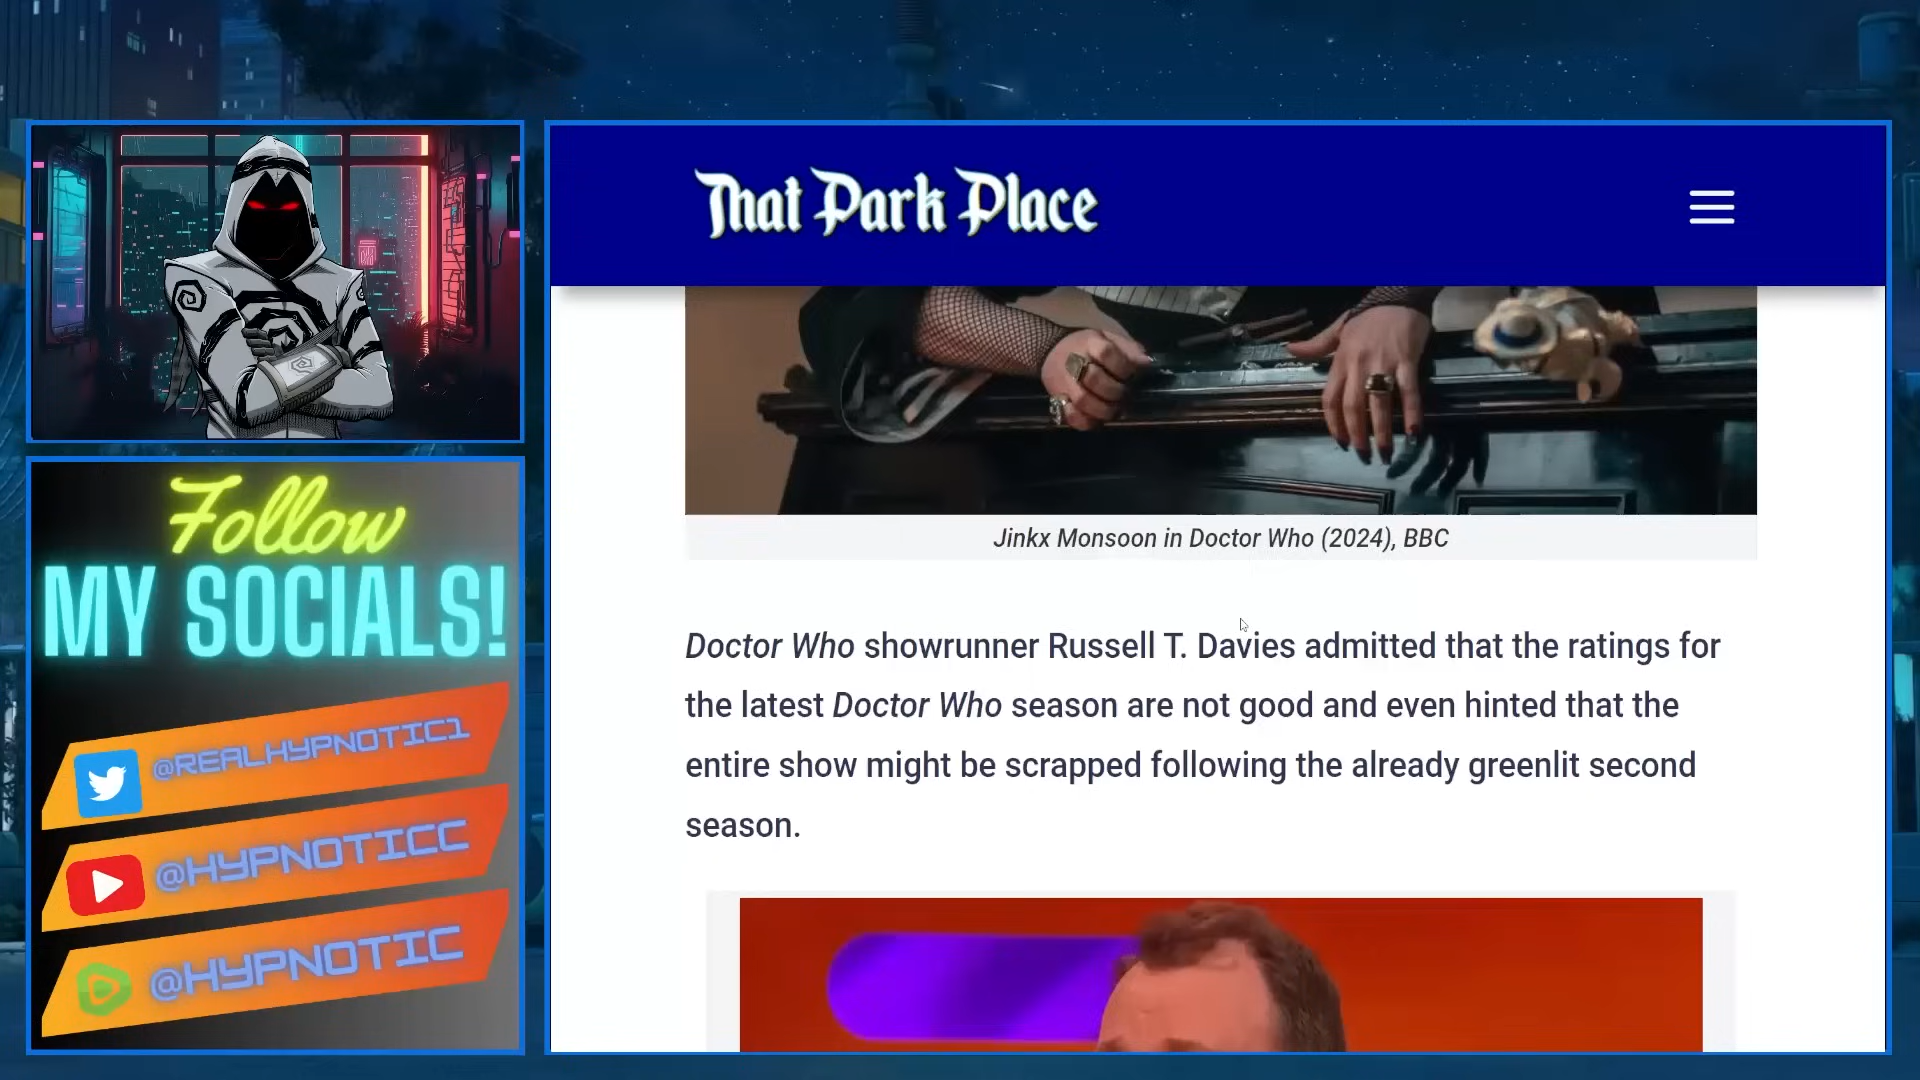 That Park Place
Jinkx Monsoon in Doctor Who (2024), BBC
Doctor Who showrunner Russell T. Davies admitted that the ratings for
the latest Doctor Who season are not good and even hinted that the
entire show might be scrapped following the already greenlit second
season.
Follow
MY SOCIALS!
@REALHYPNOTIC1
@HYPNOTICC
@HYPNOTIC